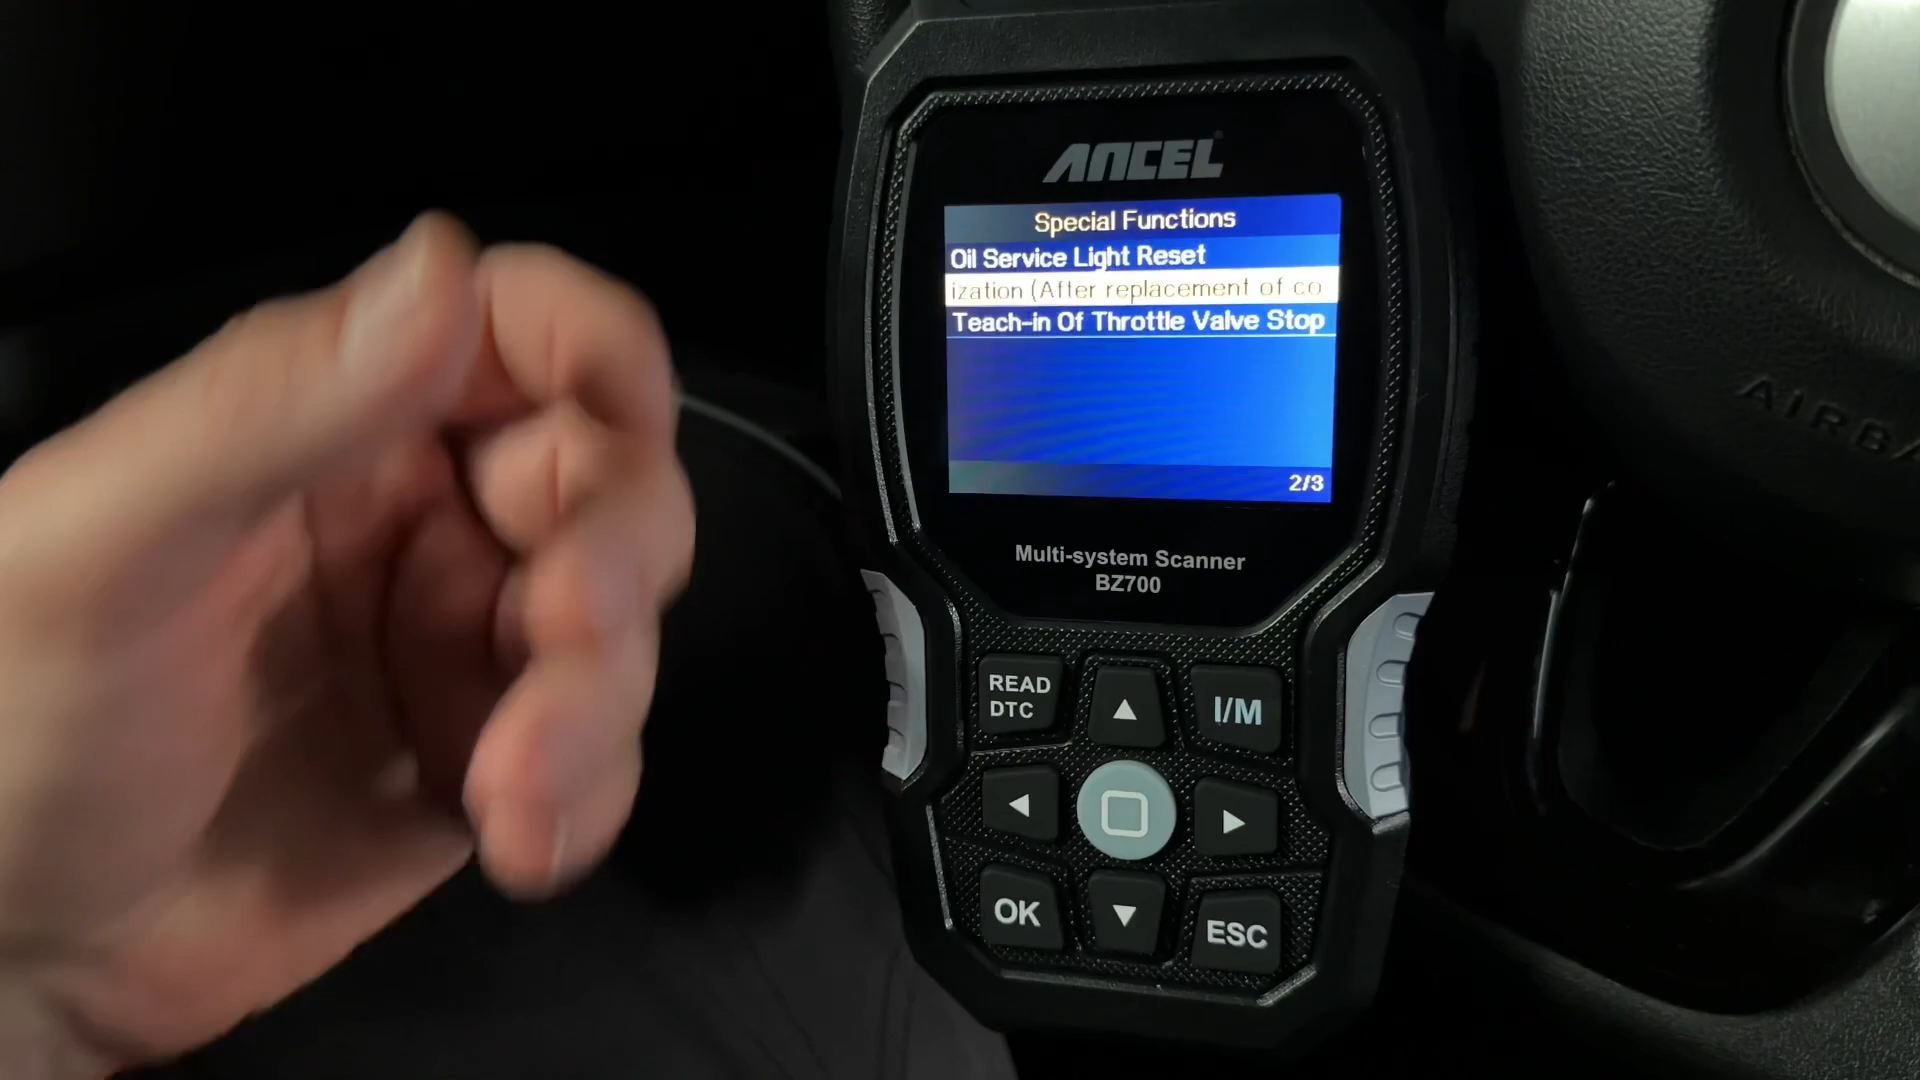 ANCEL
Special Functions
Oil Service Light Reset
ization (After replacement of co
Teach-in Of Throttle Valve Stop
2/3
Multi-system Scanner
BZ700
READ
DTC
I/M
OK
ESC
AIRBA